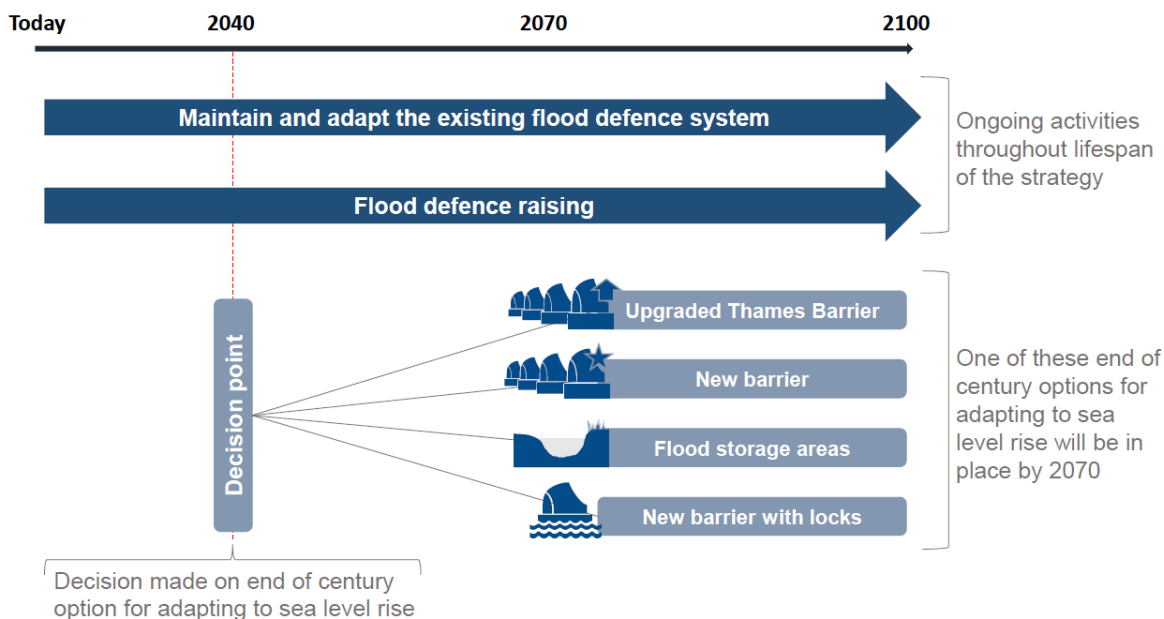 Today 2040 2070 2100
Maintain and adapt the existing flood defence system
Ongoing activities
throughout lifespan
of the strategy
Flood defence raising
Decision point
Upgraded Thames Barrier
New barrier
Flood storage areas
New barrier with locks
One of these end of
century options for
adapting to sea
level rise will be in
place by 2070
Decision made on end of century
option for adapting to sea level rise